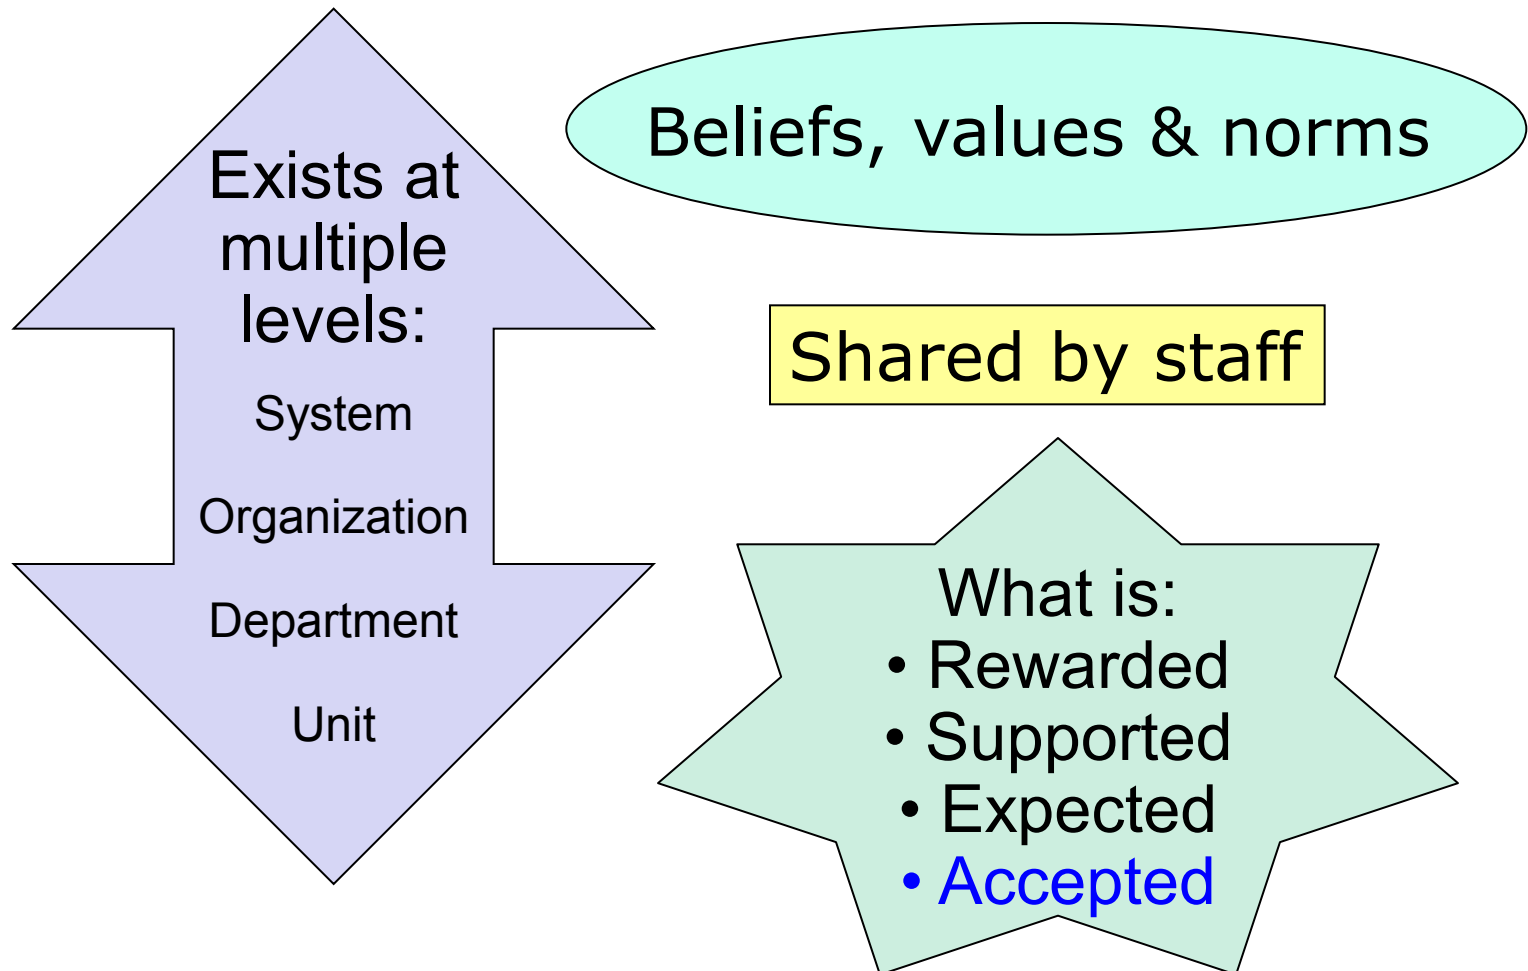 Exists at
multiple
levels:
System
Organization
Department
Unit
Beliefs, values & norms
Shared by staff
What is:
• Rewarded
• Supported
• Expected
• Accepted